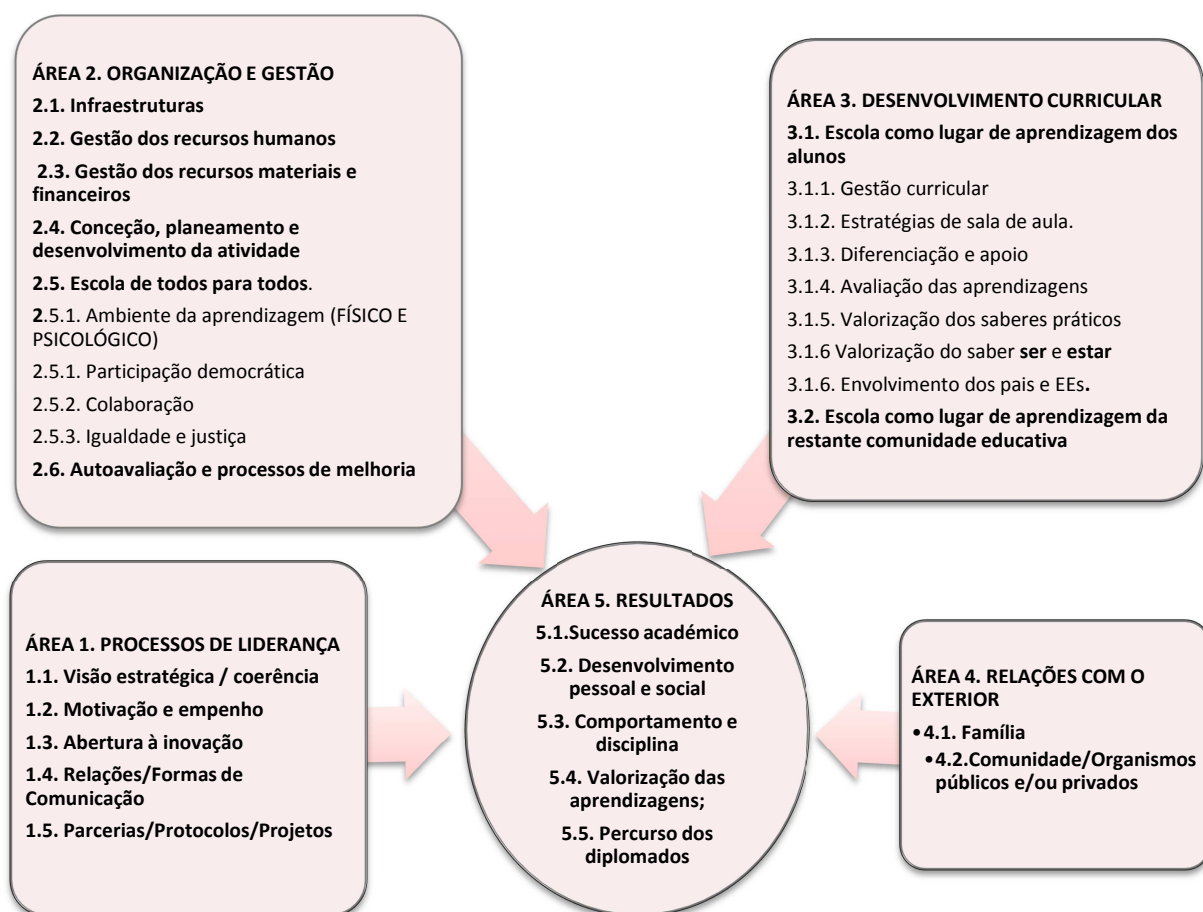 ÁREA 2. ORGANIZAÇÃO E GESTÃO
2.1. Infraestruturas
2.2. Gestão dos recursos humanos
2.3. Gestão dos recursos materiais e
financeiros
2.4. Conceção, planeamento e
desenvolvimento da atividade
2.5. Escola de todos para todos.
2.5.1. Ambiente da aprendizagem (FÍSICO E
PSICOLÓGICO)
2.5.1. Participação democrática
2.5.2. Colaboração
2.5.3. Igualdade e justiça
2.6. Autoavaliação e processos de melhoria
ÁREA 3. DESENVOLVIMENTO CURRICULAR
3.1. Escola como lugar de aprendizagem dos
alunos
3.1.1. Gestão curricular
3.1.2. Estratégias de sala de aula.
3.1.3. Diferenciação e apoio
3.1.4. Avaliação das aprendizagens
3.1.5. Valorização dos saberes práticos
3.1.6 Valorização do saber ser e estar
3.1.6. Envolvimento dos pais e EEs.
3.2. Escola como lugar de aprendizagem da
restante comunidade educativa
ÁREA 1. PROCESSOS DE LIDERANÇA
1.1. Visão estratégica / coerência
1.2. Motivação e empenho
1.3. Abertura à inovação
1.4. Relações/Formas de
Comunicação
1.5. Parcerias/Protocolos/Projetos
ÁREA 5. RESULTADOS
5.1.Sucesso académico
5.2. Desenvolvimento
pessoal e social
5.3. Comportamento e
disciplina
5.4. Valorização das
aprendizagens;
5.5. Percurso dos
diplomados
ÁREA 4. RELAÇÕES COM O
EXTERIOR
•4.1. Família
•4.2.Comunidade/Organismos
públicos e/ou privados